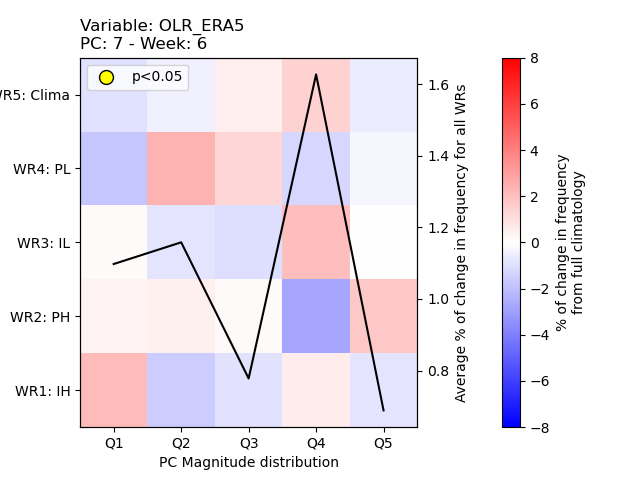 Variable: OLR_ERA5
PC: 7 - Week: 6
p<0.05
WR5: Clima
WR4: PL
WR3: IL
WR2: PH
WR1: IH
Q1 Q2 Q3 Q4 Q5
PC Magnitude distribution
1.6
1.4
1.2
1.0
0.8
Average % of change in frequency for all WRs
8
6
4
2
0
−2
−4
−6
−8
% of change in frequency
from full climatology